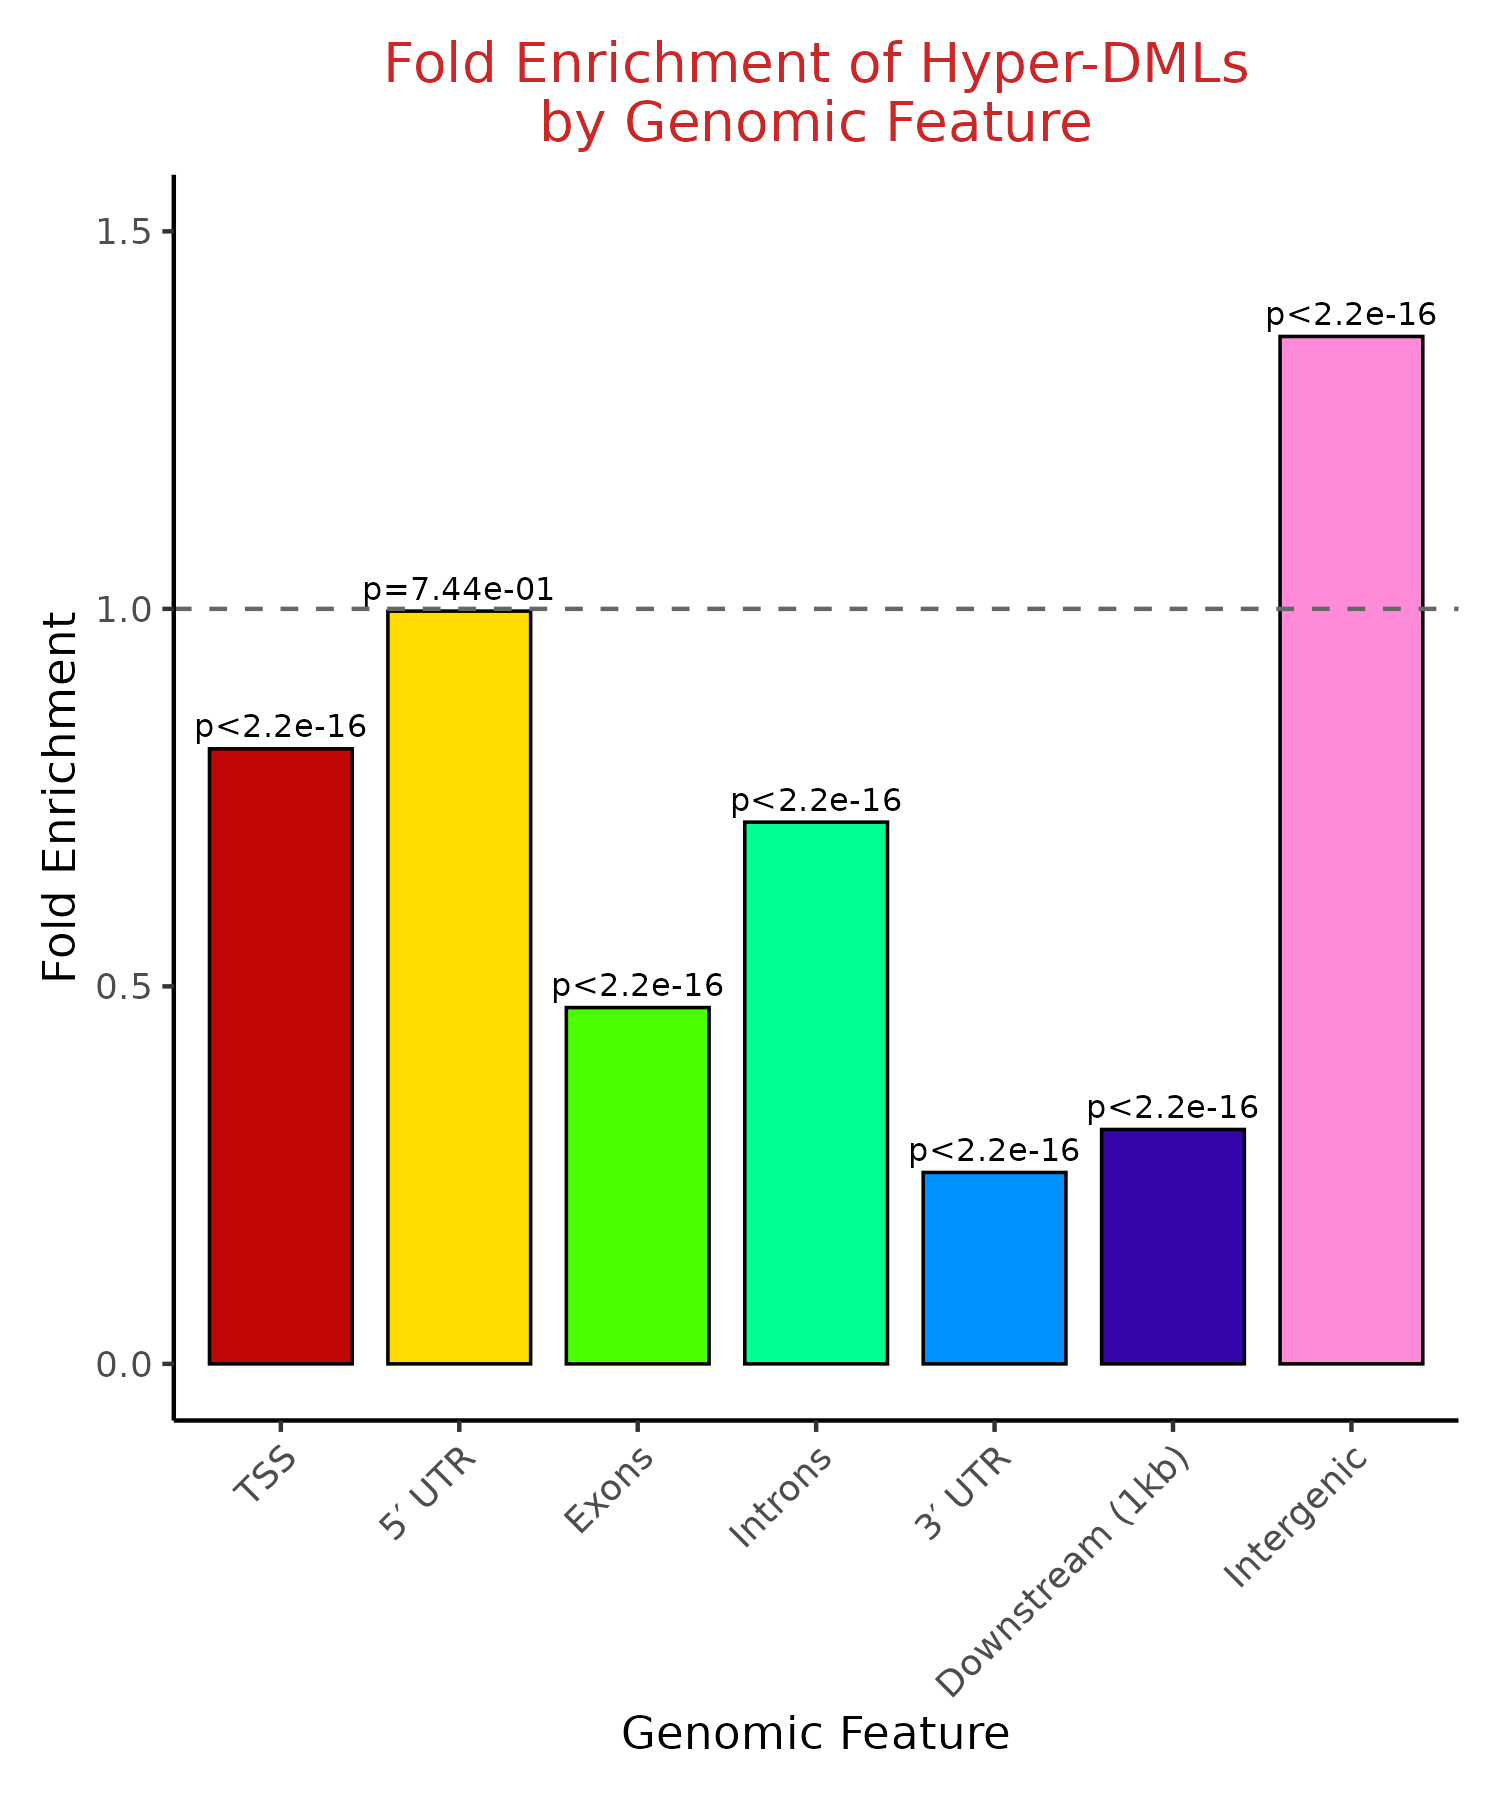 Fold Enrichment of Hyper-DMLs
by Genomic Feature
Fold Enrichment
1.5
1.0
0.5
0.0
p<2.2e-16
p=7.44e-01
p<2.2e-16
p<2.2e-16
p<2.2e-16
p<2.2e-16
p<2.2e-16
TSS
5′ UTR
Exons
Introns
3′ UTR
Downstream (1kb)
Intergenic
Genomic Feature